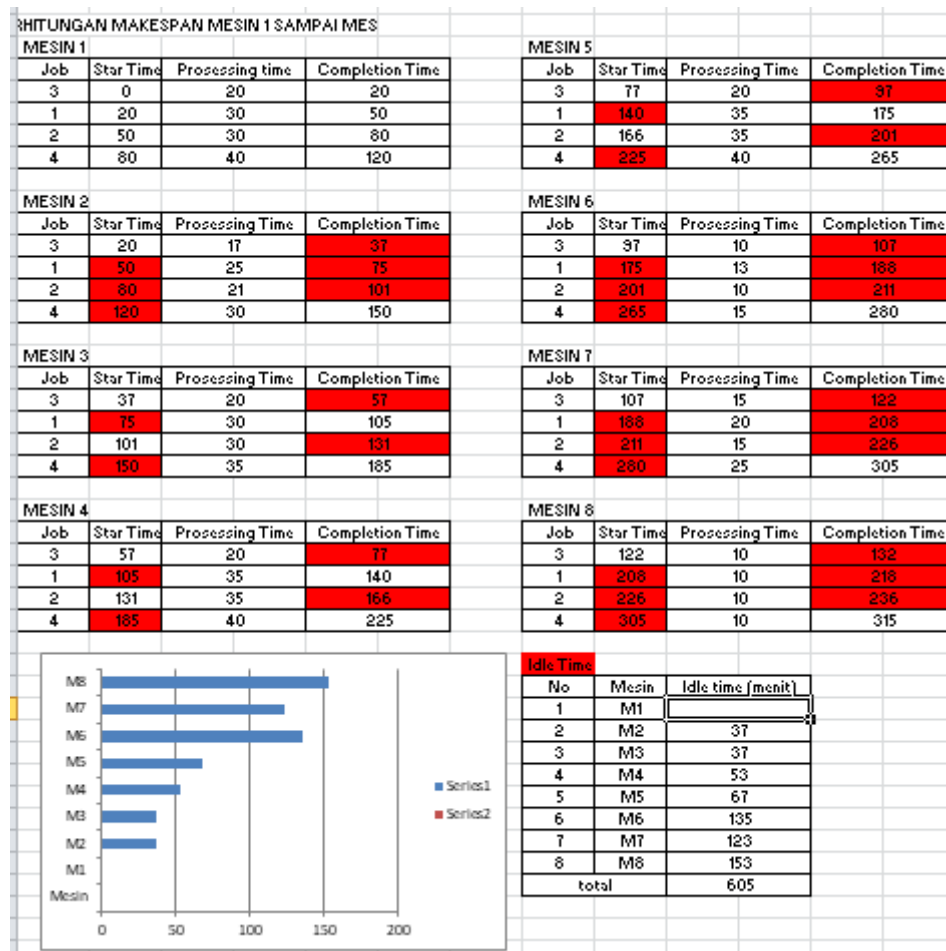 RHITUNGAN MAKESPAN MESIN 1 SAMPAI MES
MESIN 1
Job Star Time Prosessing time Completion Time
3 0 20 20
1 20 30 50
2 50 30 80
4 80 40 120
MESIN 2
Job Star Time Prosessing Time Completion Time
3 20 17 37
1 50 25 75
2 80 21 101
4 120 30 150
MESIN 3
Job Star Time Prosessing Time Completion Time
3 37 20 57
1 75 30 105
2 101 30 131
4 150 35 185
MESIN 4
Job Star Time Prosessing Time Completion Time
3 57 20 77
1 105 35 140
2 131 35 166
4 185 40 225
MESIN 5
Job Star Time Prosessing Time Completion Time
3 77 20 97
1 140 35 175
2 166 35 201
4 225 40 265
MESIN 6
Job Star Time Prosessing Time Completion Time
3 97 10 107
1 175 13 188
2 201 10 211
4 265 15 280
MESIN 7
Job Star Time Prosessing Time Completion Time
3 107 15 122
1 188 20 208
2 211 15 226
4 280 25 305
MESIN 8
Job Star Time Prosessing Time Completion Time
3 122 10 132
1 208 10 218
2 226 10 236
4 305 10 315
M8
M7
M6
M5
M4
M3
M2
M1
Mesin
0 50 100 150 200
Series1
Series2
Idle Time
No Mesin Idle time (menit)
1 M1
2 M2 37
3 M3 37
4 M4 53
5 M5 67
6 M6 135
7 M7 123
8 M8 153
total 605